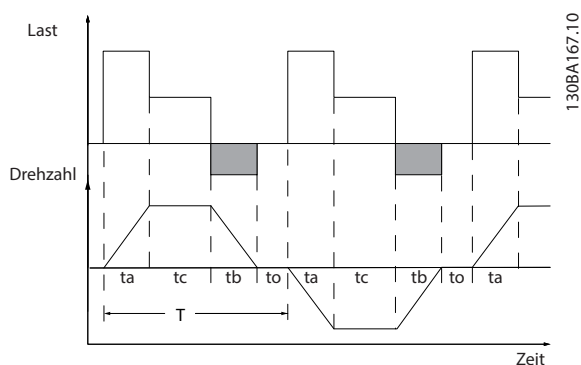 Last
130BA167.10
Drehzahl
ta tc tb to ta tc tb to ta
T
Zeit